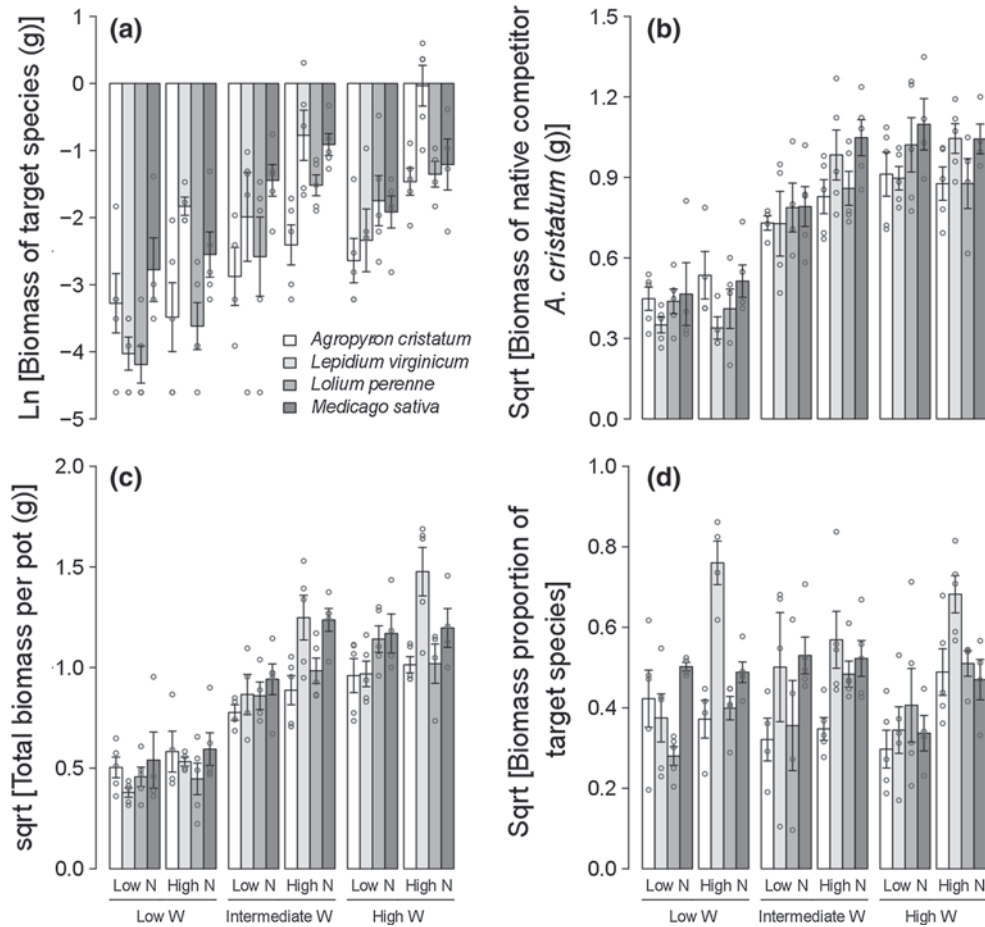 (a)
Ln [Biomass of target species (g)]
1
0
−1
−2
−3
−4
−5
Agropyron cristatum
Lepidium virginicum
Lolium perenne
Medicago sativa
(b)
Sqrt [Biomass of native competitor
A. cristatum (g)]
1.5
1.2
0.9
0.6
0.3
0.0
(c)
sqrt [Total biomass per pot (g)]
2.0
1.5
1.0
0.5
0.0
Low N High N Low N High N Low N High N
Low W Intermediate W High W
(d)
Sqrt [Biomass proportion of
target species]
1.0
0.8
0.6
0.4
0.2
0.0
Low N High N Low N High N Low N High N
Low W Intermediate W High W